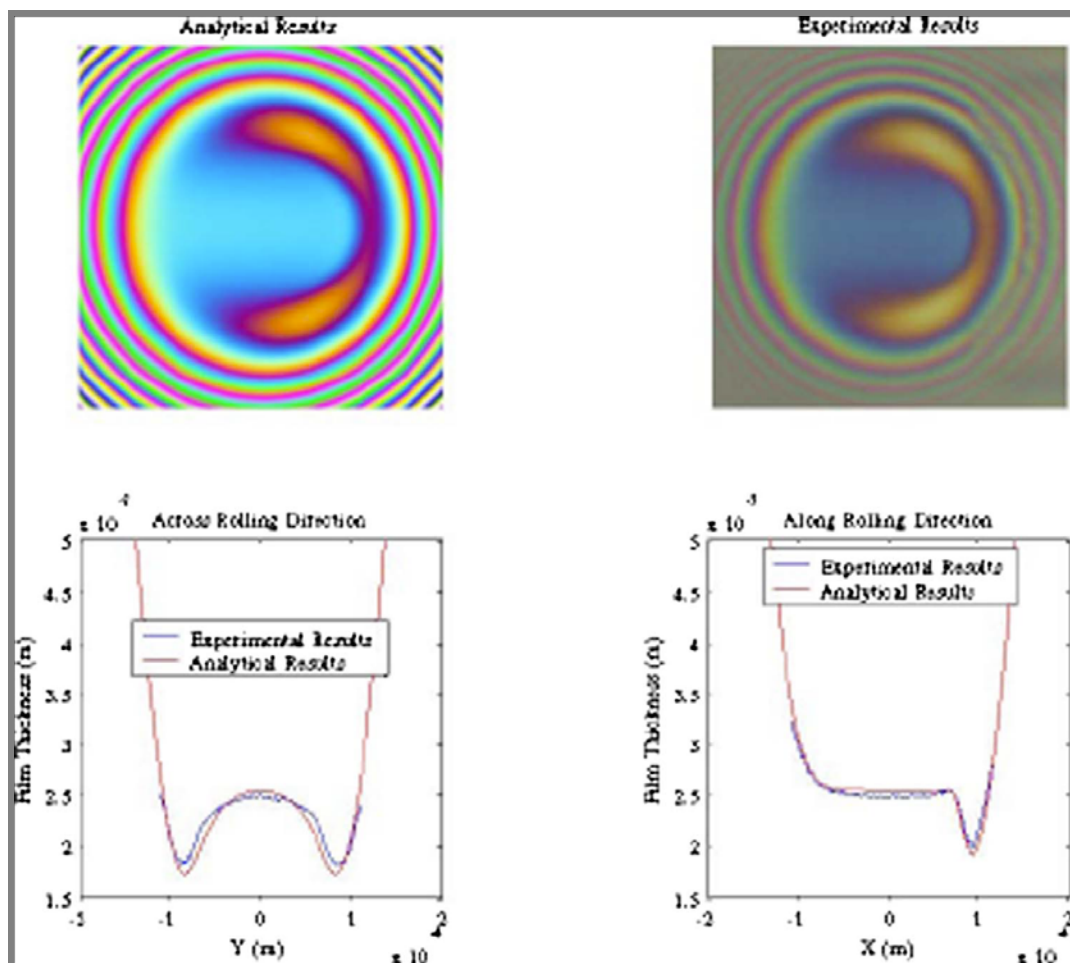 Analytical Results
Experimental Results
x 10
Across Rolling Direction
5
4.5
4
3.5
3
2.5
2
1.5
Film Thickness (m)
Experimental Results
Analytical Results
-2
-1
0
1
2
Y (m)
x 10
x 10
Along Rolling Direction
5
4.5
4
3.5
3
2.5
2
1.5
Film Thickness (m)
Experimental Results
Analytical Results
-2
-1
0
1
2
X (m)
x 10